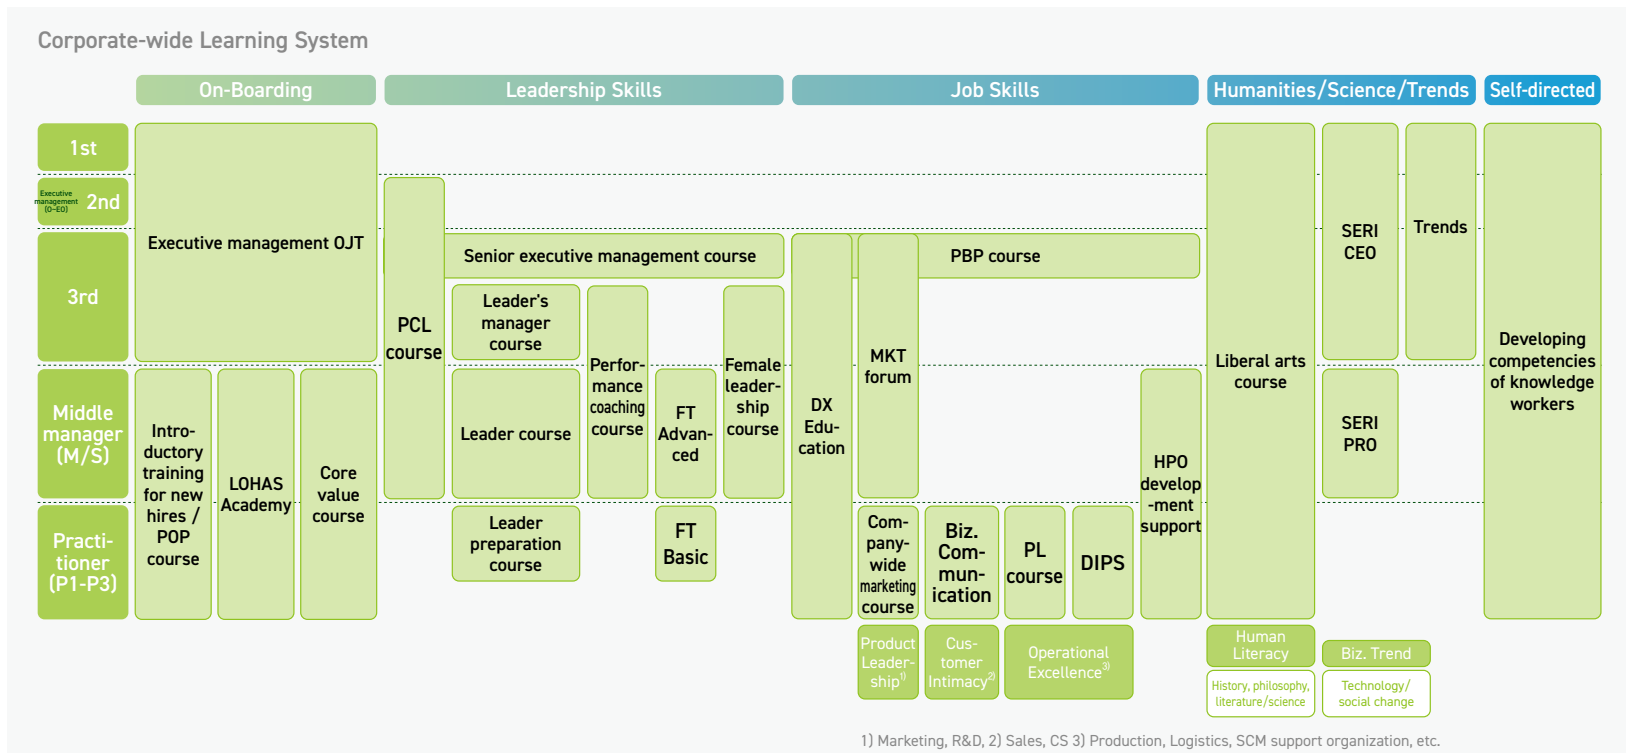 Corporate-wide Learning System
On-Boarding
Leadership Skills
Job Skills
Humanities/Science/Trends
Self-directed
1st
Executive
management
(O~EO)
2nd
3rd
Middle
manager
(M/S)
Practi-
tioner
(P1-P3)
Executive management OJT
Intro-
ductory
training
for new
hires /
POP
course
LOHAS
Academy
Core
value
course
PCL
course
Senior executive management course
Leader's
manager
course
Leader course
Leader
preparation
course
Perfor-
mance
coaching
course
FT
Advan-
ced
FT
Basic
Female
leader-
ship
course
DX
Edu-
cation
PBP course
MKT
forum
Com-
pany-
wide
marketing
course
Biz.
Com-
mun-
ication
PL
course
DIPS
HPO
develop
-ment
support
Product
Leader-
ship1)
Cus-
tomer
Intimacy2)
Operational
Excellence3)
Liberal arts
course
SERI
CEO
SERI
PRO
Trends
Developing
competencies
of knowledge
workers
Human
Literacy
History, philosophy,
literature/science
Biz. Trend
Technology/
social change
1) Marketing, R&D, 2) Sales, CS 3) Production, Logistics, SCM support organization, etc.